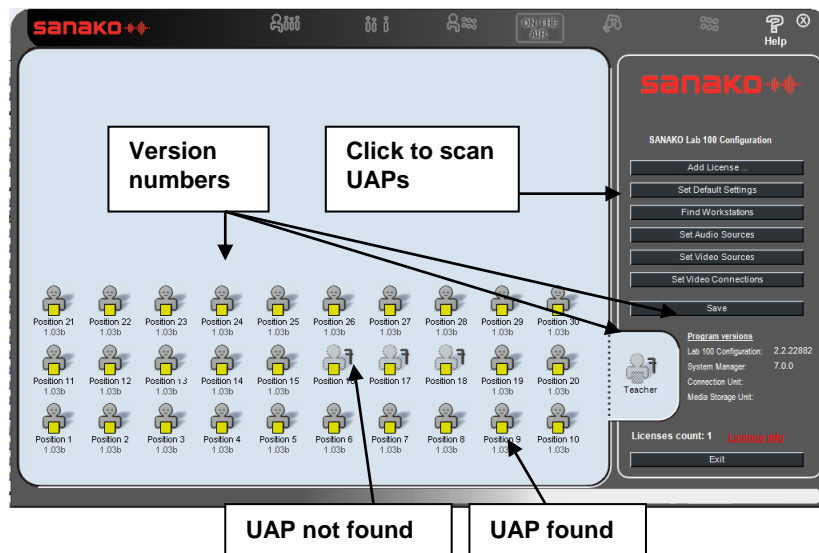 sanako
ON THE
AIR
Help
sanako
SANAKO Lab 100 Configuration
Add License ...
Set Default Settings
Find Workstations
Set Audio Sources
Set Video Sources
Set Video Connections
Save
Version
numbers
Click to scan
UAPs
Position 21 Position 22 Position 23 Position 24 Position 25 Position 26 Position 27 Position 28 Position 29 Position 30
1.03b 1.03b 1.03b 1.03b 1.03b 1.03b 1.03b 1.03b 1.03b 1.03b
Position 11 Position 12 Position 13 Position 14 Position 15 Position 16 Position 17 Position 18 Position 19 Position 20
1.03b 1.03b 1.03b 1.03b 1.03b 1.03b 1.03b
Position 1 Position 2 Position 3 Position 4 Position 5 Position 6 Position 7 Position 8 Position 9 Position 10
1.03b 1.03b 1.03b 1.03b 1.03b 1.03b 1.03b 1.03b 1.03b 1.03b
Teacher
Program versions
Lab 100 Configuration: 2.2.22882
System Manager: 7.0.0
Connection Unit:
Media Storage Unit:
Licenses count: 1 Licence info
Exit
UAP not found
UAP found